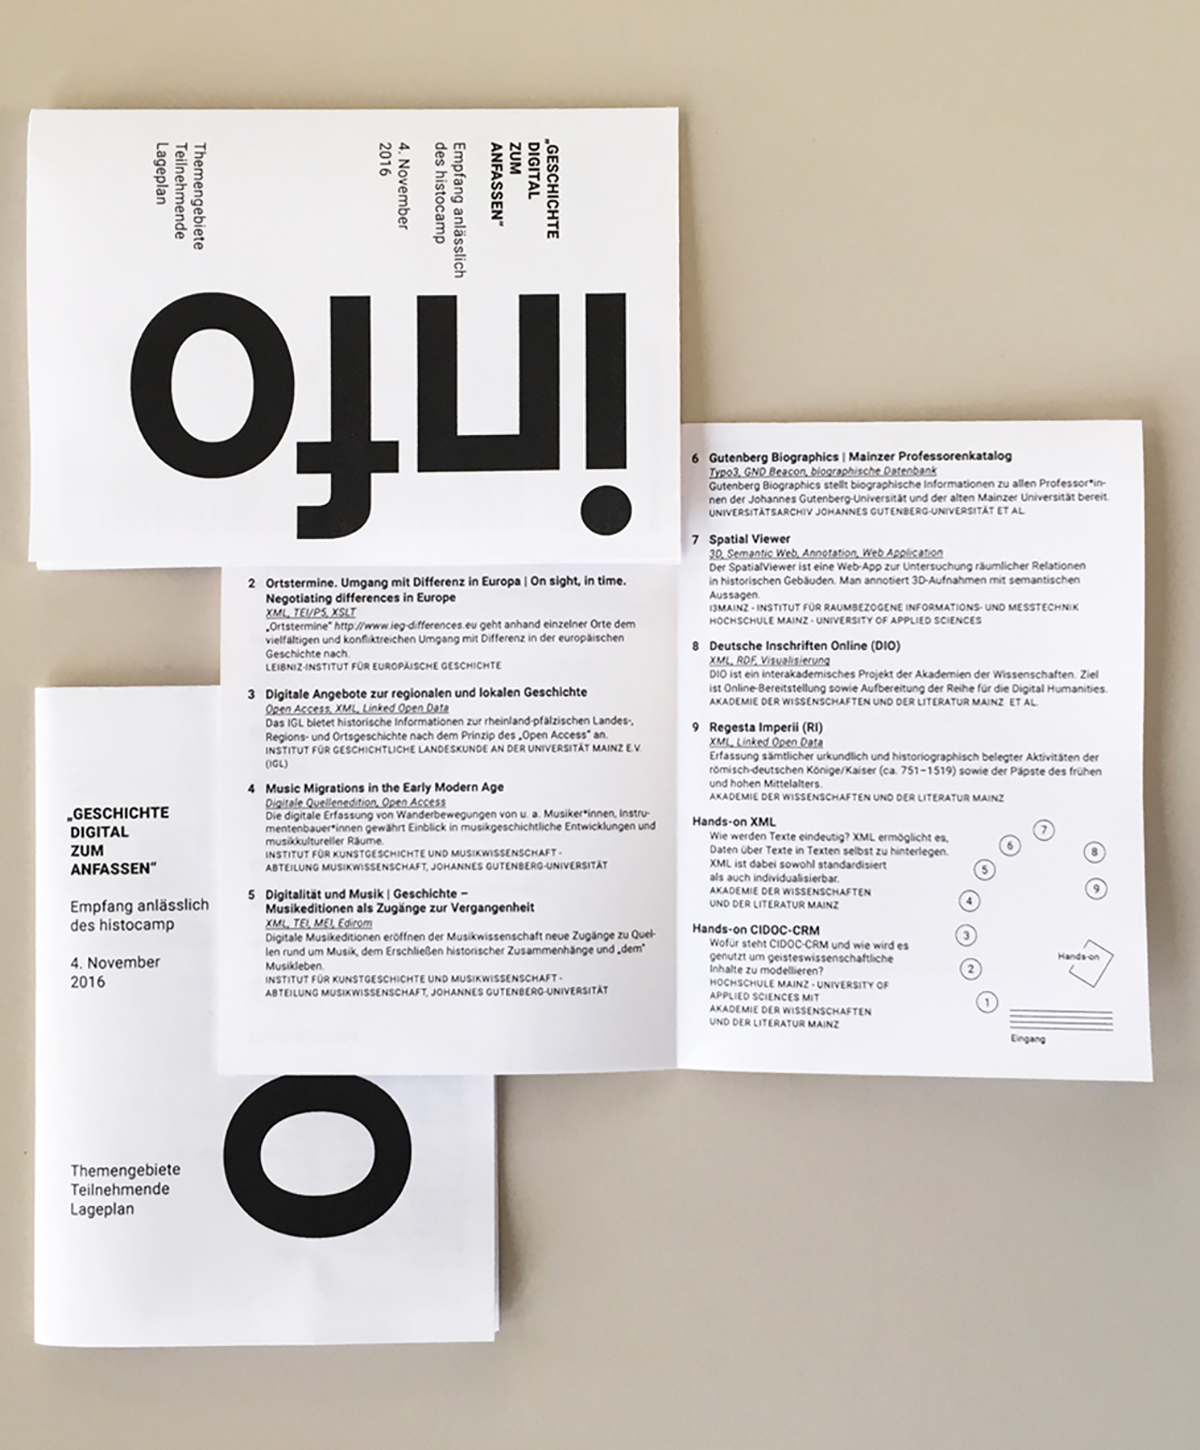 „GESCHICHTE
DIGITAL
ZUM
ANFASSEN“
Empfang anlässlich
des histocamp
4. November
2016
Themengebiete
Teilnehmende
Lageplan
info
2 Ortstermine. Umgang mit Differenz in Europa | On sight, in time.
Negotiating differences in Europe
XML, TEI/P5, XSLT
„Ortstermine“ http://www.ieg-differences.eu geht anhand einzelner Orte dem
vielfältigen und konfliktreichen Umgang mit Differenz in der europäischen
Geschichte nach.
LEIBNIZ-INSTITUT FÜR EUROPÄISCHE GESCHICHTE
3 Digitale Angebote zur regionalen und lokalen Geschichte
Open Access, XML, Linked Open Data
Das IGL bietet historische Informationen zur rheinland-pfälzischen Landes-,
Regions- und Ortsgeschichte nach dem Prinzip des „Open Access“ an.
INSTITUT FÜR GESCHICHTLICHE LANDESKUNDE AN DER UNIVERSITÄT MAINZ E.V.
(IGL)
4 Music Migrations in the Early Modern Age
Digitale Quellenedition, Open Access
Die digitale Erfassung von Wanderbewegungen von u. a. Musiker*innen, Instru-
mentenbauer*innen gewährt Einblick in musikgeschichtliche Entwicklungen und
musikkultureller Räume.
INSTITUT FÜR KUNSTGESCHICHTE UND MUSIKWISSENSCHAFT -
ABTEILUNG MUSIKWISSENSCHAFT, JOHANNES GUTENBERG-UNIVERSITÄT
5 Digitalität und Musik | Geschichte –
Musikeditionen als Zugänge zur Vergangenheit
XML, TEI, MEI, Edirom
Digitale Musikeditionen eröffnen der Musikwissenschaft neue Zugänge zu Quel-
len rund um Musik, dem Erschließen historischer Zusammenhänge und „dem“
Musikleben.
INSTITUT FÜR KUNSTGESCHICHTE UND MUSIKWISSENSCHAFT -
ABTEILUNG MUSIKWISSENSCHAFT, JOHANNES GUTENBERG-UNIVERSITÄT
6 Gutenberg Biographics | Mainzer Professorenkatalog
Typo3, GND Beacon, biographische Datenbank
Gutenberg Biographics stellt biographische Informationen zu allen Professor*in-
nen der Johannes Gutenberg-Universität und der alten Mainzer Universität bereit.
UNIVERSITÄTSARCHIV JOHANNES GUTENBERG-UNIVERSITÄT ET AL.
7 Spatial Viewer
3D, Semantic Web, Annotation, Web Application
Der SpatialViewer ist eine Web-App zur Untersuchung räumlicher Relationen
in historischen Gebäuden. Man annotiert 3D-Aufnahmen mit semantischen
Aussagen.
I3MAINZ - INSTITUT FÜR RAUMBEZOGENE INFORMATIONS- UND MESSTECHNIK
HOCHSCHULE MAINZ - UNIVERSITY OF APPLIED SCIENCES
8 Deutsche Inschriften Online (DIO)
XML, RDF, Visualisierung
DIO ist ein interakademisches Projekt der Akademien der Wissenschaften. Ziel
ist Online-Bereitstellung sowie Aufbereitung der Reihe für die Digital Humanities.
AKADEMIE DER WISSENSCHAFTEN UND DER LITERATUR MAINZ ET AL.
9 Regesta Imperii (RI)
XML, Linked Open Data
Erfassung sämtlicher urkundlich und historiographisch belegter Aktivitäten der
römisch-deutschen Könige/Kaiser (ca. 751–1519) sowie der Päpste des frühen
und hohen Mittelalters.
AKADEMIE DER WISSENSCHAFTEN UND DER LITERATUR MAINZ
Hands-on XML
Wie werden Texte eindeutig? XML ermöglicht es,
Daten über Texte in Texten selbst zu hinterlegen.
XML ist dabei sowohl standardisiert
als auch individualisierbar.
AKADEMIE DER WISSENSCHAFTEN
UND DER LITERATUR MAINZ
Hands-on CIDOC-CRM
Wofür steht CIDOC-CRM und wie wird es
genutzt um geisteswissenschaftliche
Inhalte zu modellieren?
HOCHSCHULE MAINZ - UNIVERSITY OF
APPLIED SCIENCES MIT
AKADEMIE DER WISSENSCHAFTEN
UND DER LITERATUR MAINZ
7
6
8
5
9
4
3
Hands-on
2
1
Eingang
„GESCHICHTE
DIGITAL
ZUM
ANFASSEN“
Empfang anlässlich
des histocamp
4. November
2016
Themengebiete
Teilnehmende
Lageplan
o